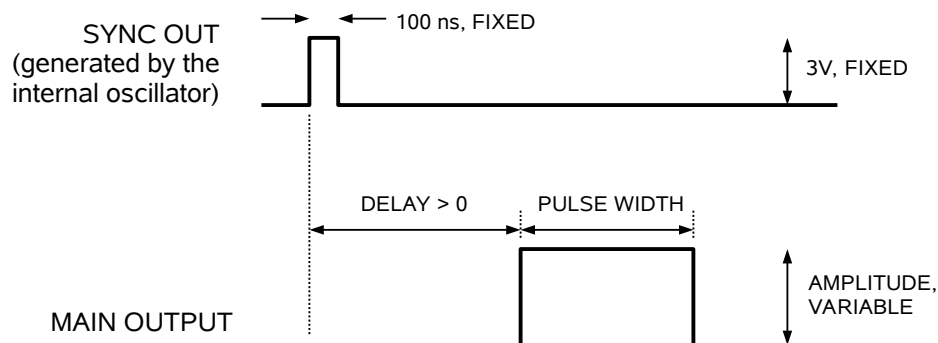 100 ns, FIXED
SYNC OUT
(generated by the
internal oscillator)
3V, FIXED
DELAY > 0
PULSE WIDTH
AMPLITUDE,
VARIABLE
MAIN OUTPUT